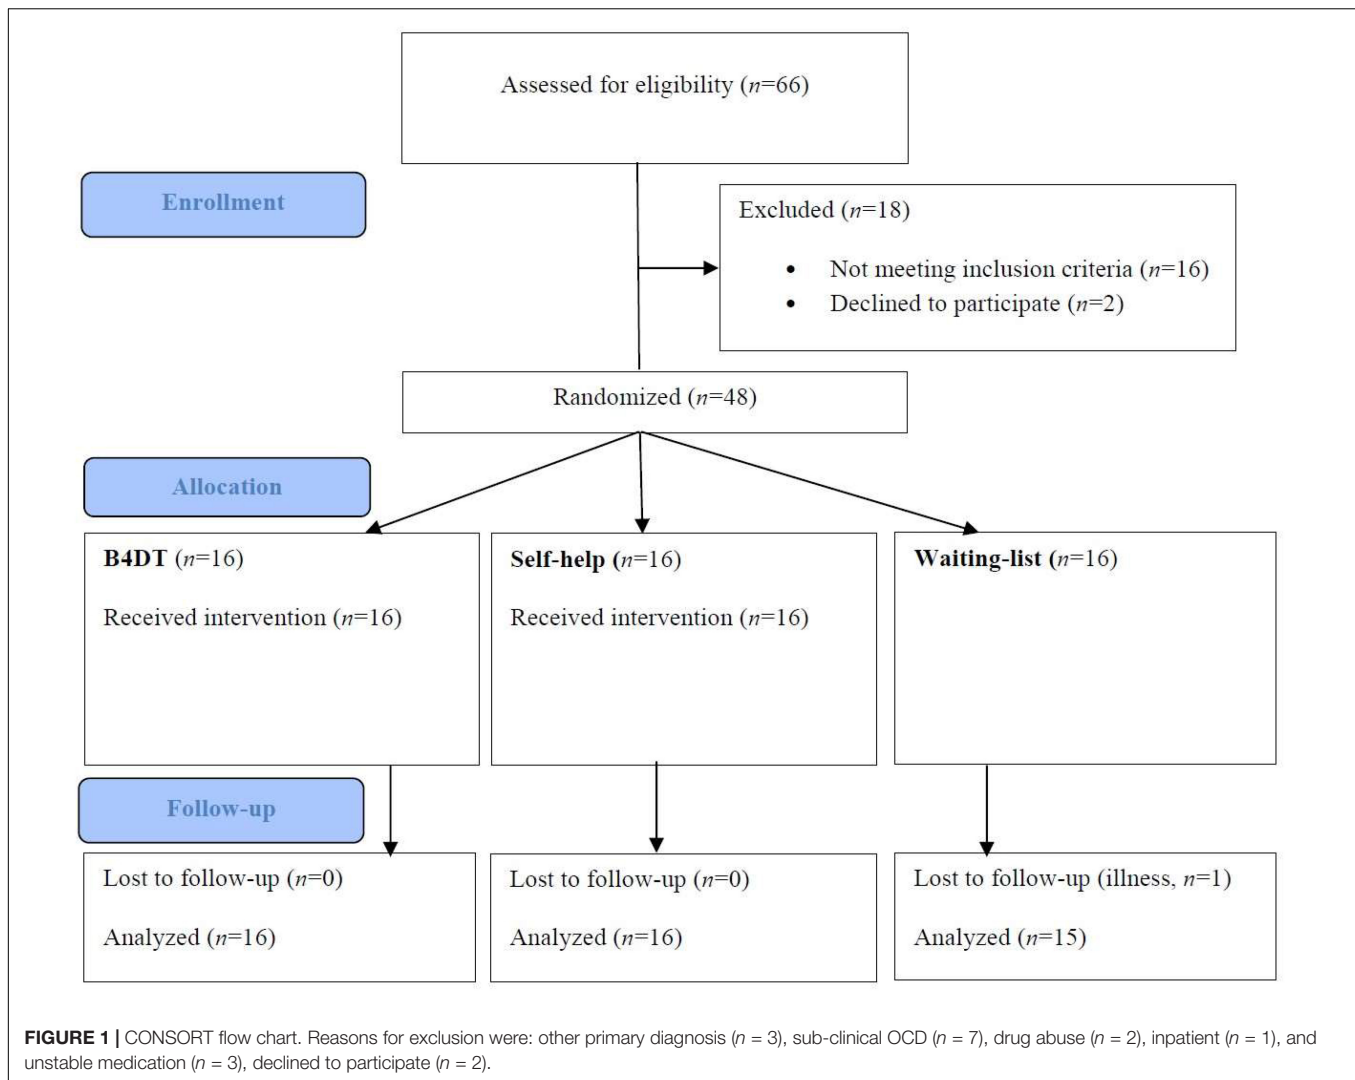 Assessed for eligibility (n=66)
Enrollment
Excluded (n=18)
• Not meeting inclusion criteria (n=16)
• Declined to participate (n=2)
Randomized (n=48)
Allocation
B4DT (n=16)
Received intervention (n=16)
Self-help (n=16)
Received intervention (n=16)
Waiting-list (n=16)
Follow-up
Lost to follow-up (n=0)
Analyzed (n=16)
Lost to follow-up (n=0)
Analyzed (n=16)
Lost to follow-up (illness, n=1)
Analyzed (n=15)
FIGURE 1 | CONSORT flow chart. Reasons for exclusion were: other primary diagnosis (n = 3), sub-clinical OCD (n = 7), drug abuse (n = 2), inpatient (n = 1), and
unstable medication (n = 3), declined to participate (n = 2).